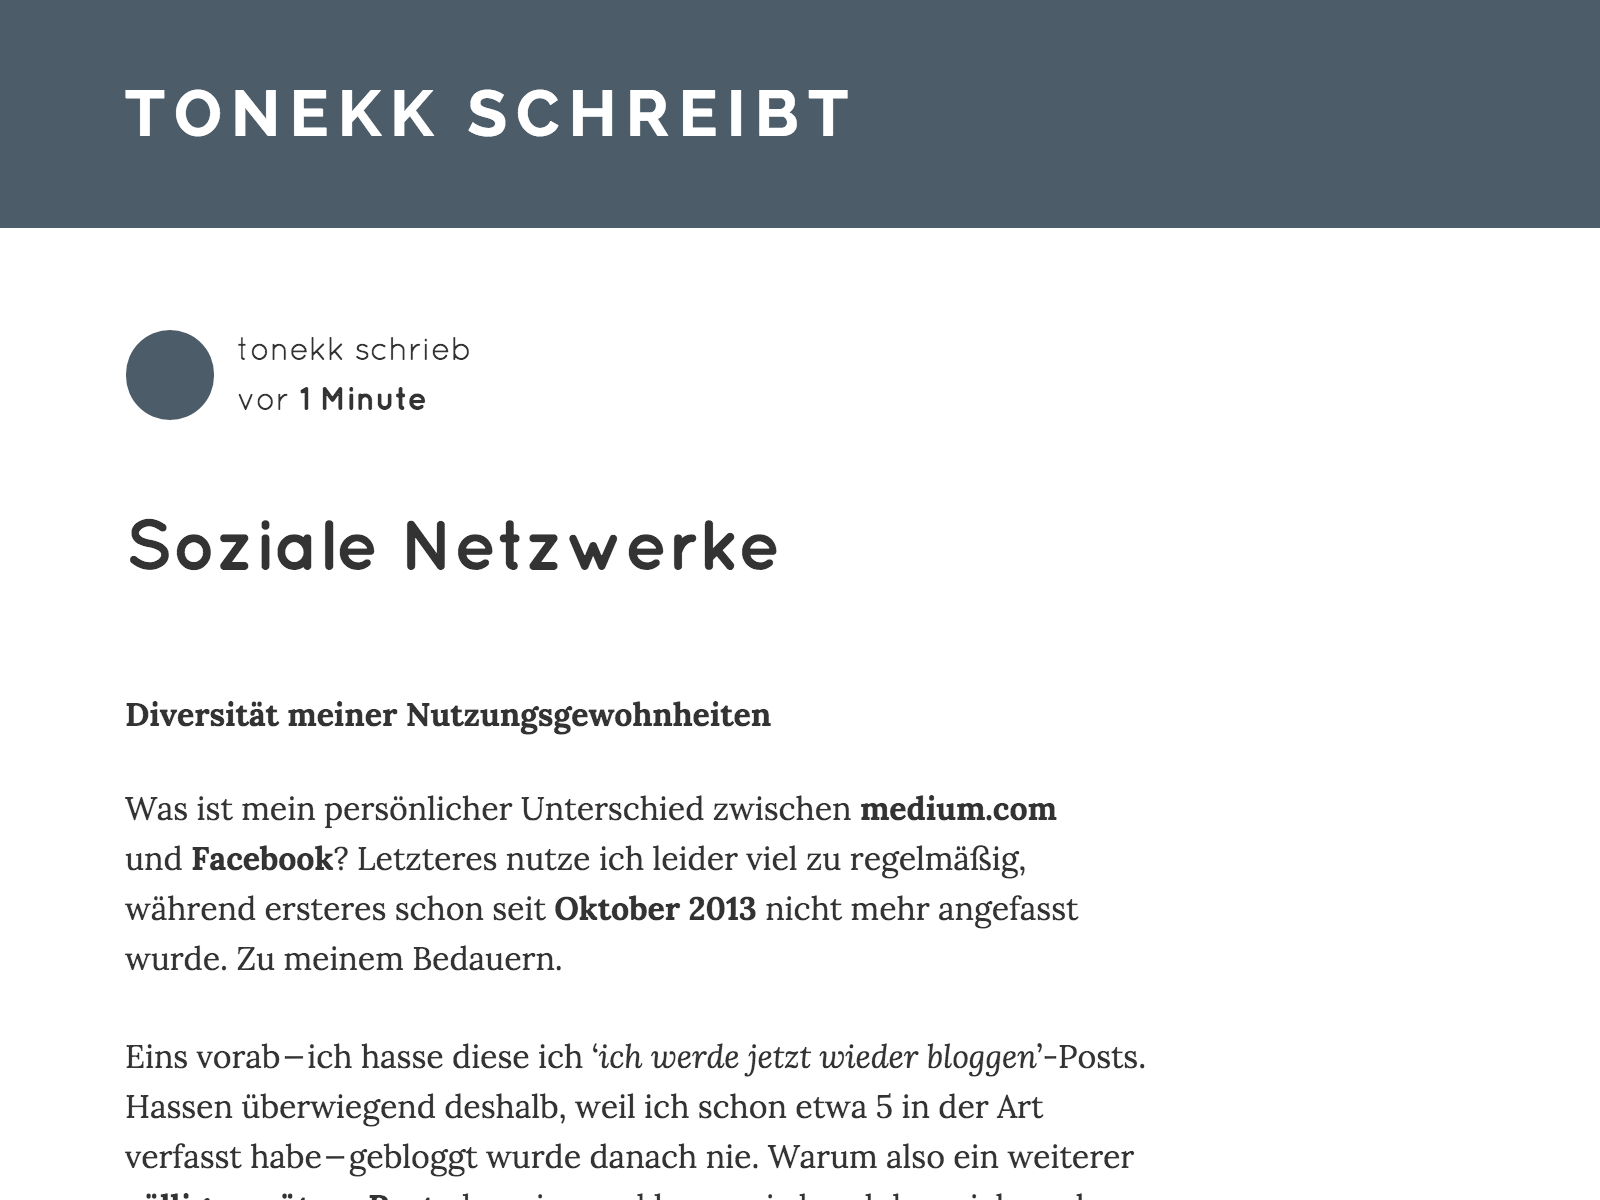 TONEKK SCHREIBT
tonekk schrieb
vor 1 Minute
Soziale Netzwerke
Diversität meiner Nutzungsgewohnheiten
Was ist mein persönlicher Unterschied zwischen medium.com
und Facebook? Letzteres nutze ich leider viel zu regelmäßig,
während ersteres schon seit Oktober 2013 nicht mehr angefasst
wurde. Zu meinem Bedauern.
Eins vorab—ich hasse diese ich ‘ich werde jetzt wieder bloggen’-Posts.
Hassen überwiegend deshalb, weil ich schon etwa 5 in der Art
verfasst habe—gebloggt wurde danach nie. Warum also ein weiterer